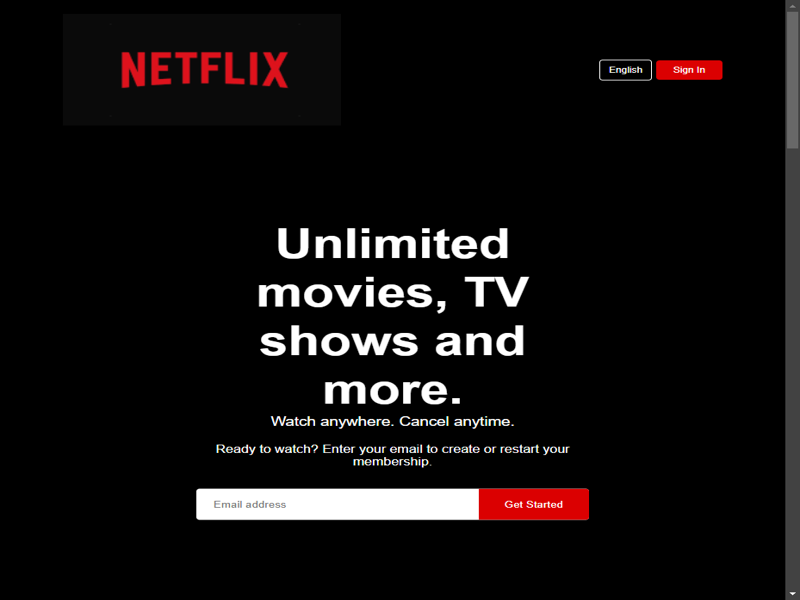 NETFLIX
English
Sign In
Unlimited
movies, TV
shows and
more.
Watch anywhere. Cancel anytime.
Ready to watch? Enter your email to create or restart your
membership.
Email address
Get Started